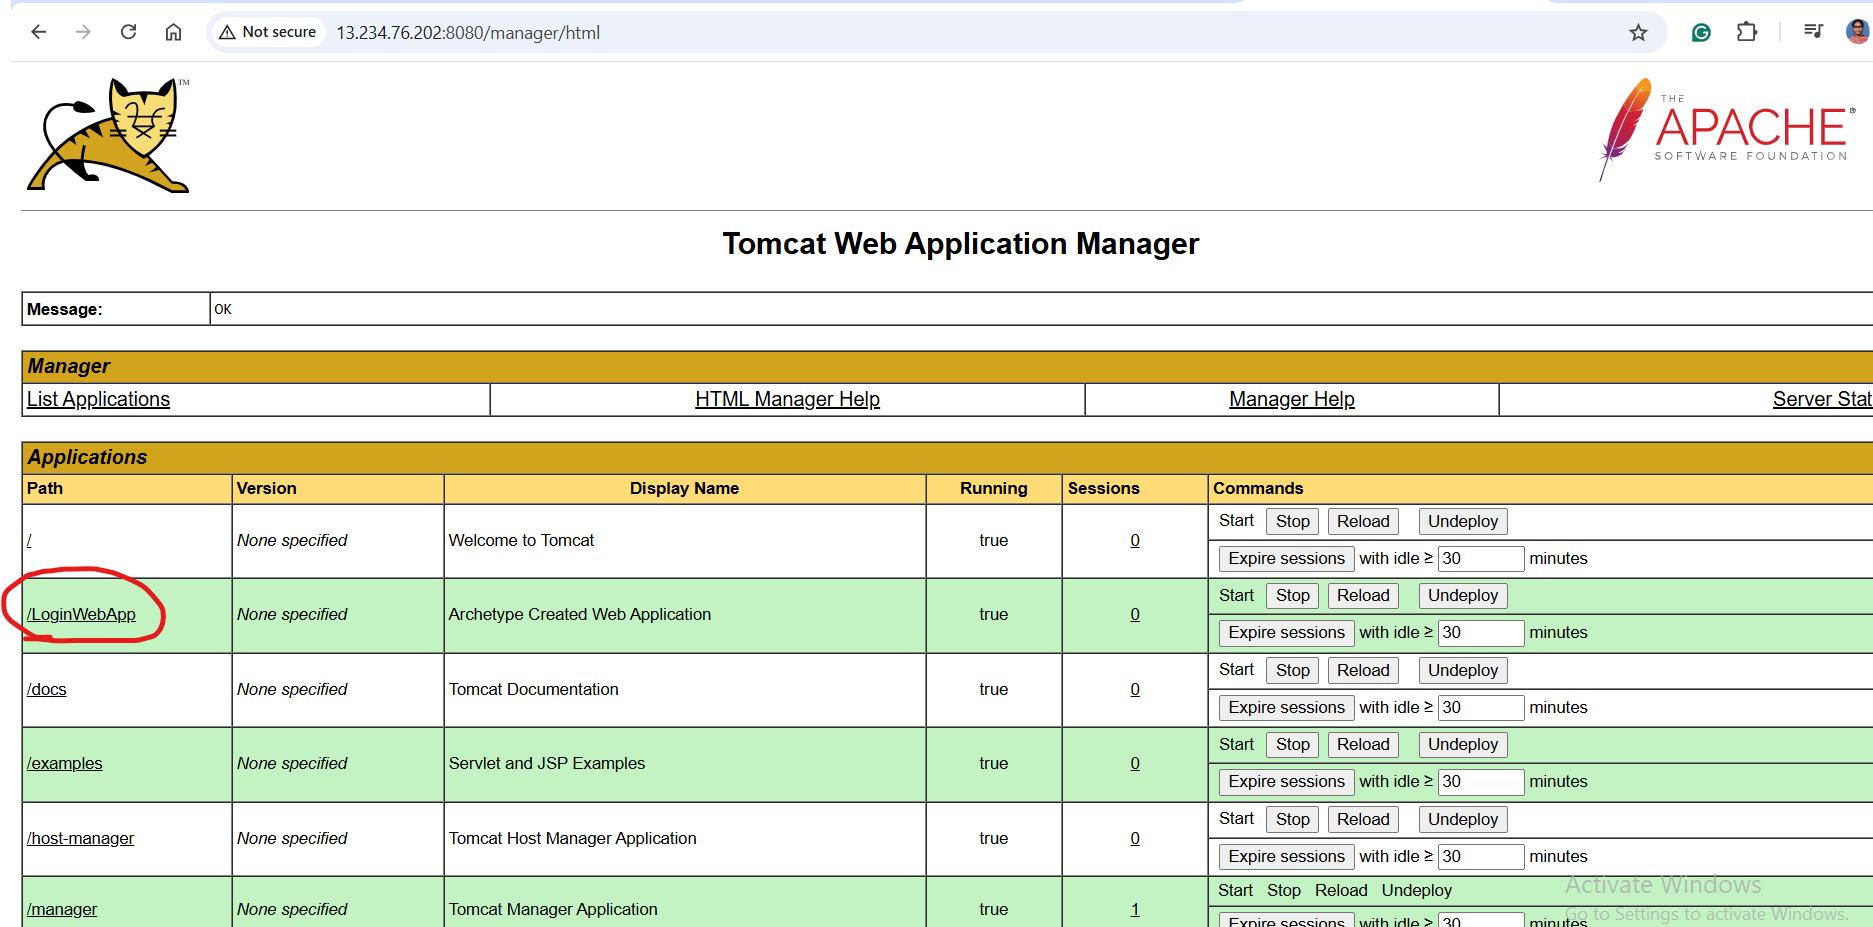 Not secure 13.234.76.202:8080/manager/html
TM
THE
APACHE ®
SOFTWARE FOUNDATION
Tomcat Web Application Manager
Message: OK
Manager
List Applications HTML Manager Help Manager Help Server Stat
Applications
Path Version Display Name Running Sessions Commands
/ None specified Welcome to Tomcat true 0 Start Stop Reload Undeploy
Expire sessions with idle ≥ 30 minutes
/LoginWebApp None specified Archetype Created Web Application true 0 Start Stop Reload Undeploy
Expire sessions with idle ≥ 30 minutes
/docs None specified Tomcat Documentation true 0 Start Stop Reload Undeploy
Expire sessions with idle ≥ 30 minutes
/examples None specified Servlet and JSP Examples true 0 Start Stop Reload Undeploy
Expire sessions with idle ≥ 30 minutes
/host-manager None specified Tomcat Host Manager Application true 0 Start Stop Reload Undeploy
Expire sessions with idle ≥ 30 minutes
/manager None specified Tomcat Manager Application true 1 Start Stop Reload Undeploy
Expire sessions with idle ≥ 30 minutes
Activate Windows
Go to Settings to activate Windows.